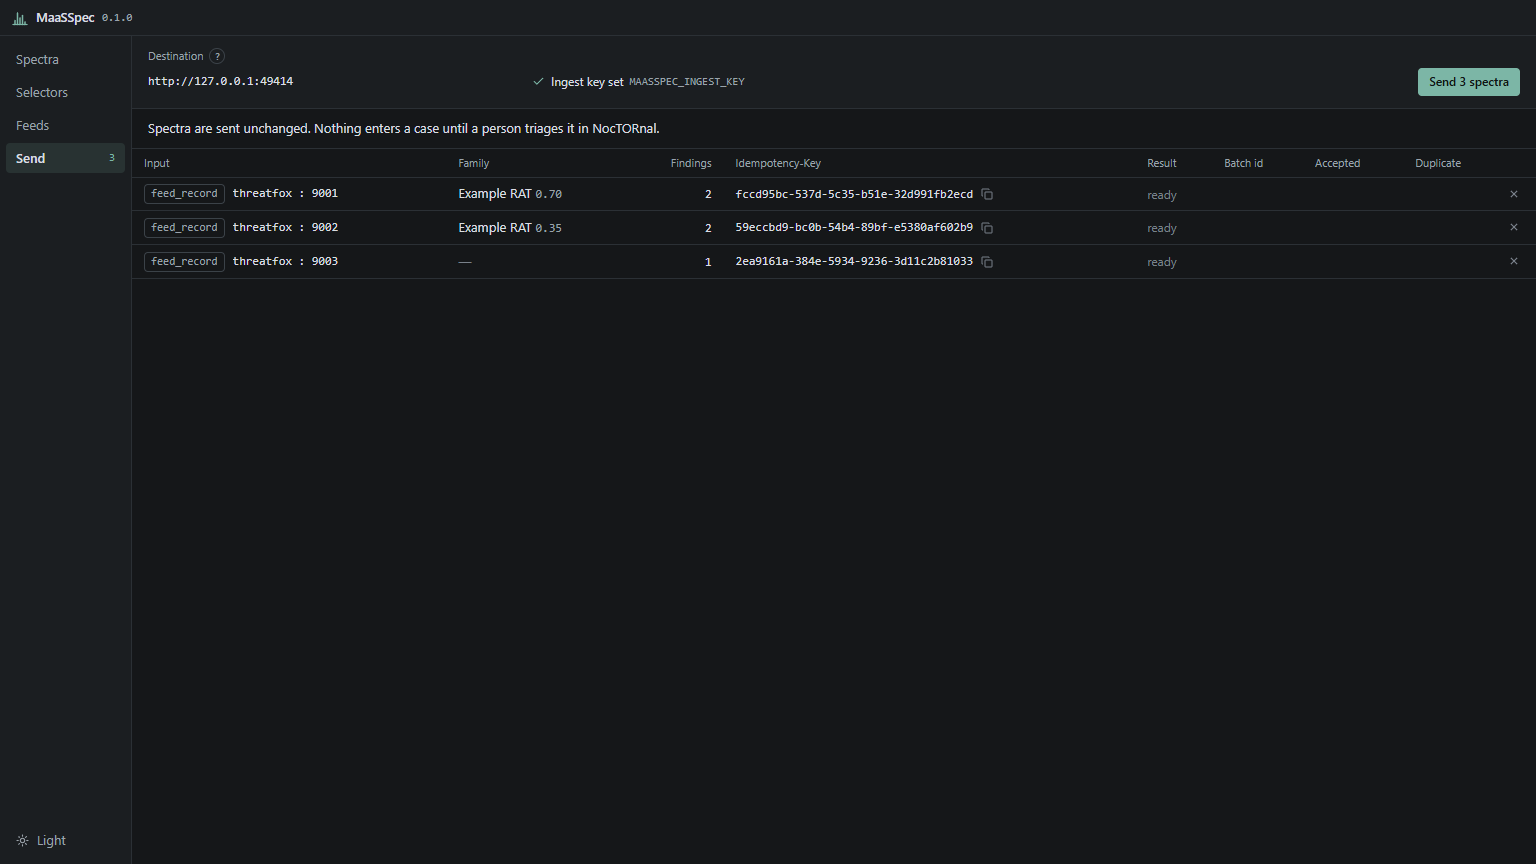 MaaSSpec 0.1.0
Spectra
Selectors
Feeds
Send 3
Destination ?
http://127.0.0.1:49414
✓ Ingest key set MAASSPEC_INGEST_KEY
Send 3 spectra
Spectra are sent unchanged. Nothing enters a case until a person triages it in NocTORnal.
Input Family Findings Idempotency-Key Result Batch id Accepted Duplicate
feed_record threatfox : 9001 Example RAT 0.70 2 fccd95bc-537d-5c35-b51e-32d991fb2ecd ready ×
feed_record threatfox : 9002 Example RAT 0.35 2 59eccbd9-bc0b-54b4-89bf-e5380af602b9 ready ×
feed_record threatfox : 9003 — 1 2ea9161a-384e-5934-9236-3d11c2b81033 ready ×
Light